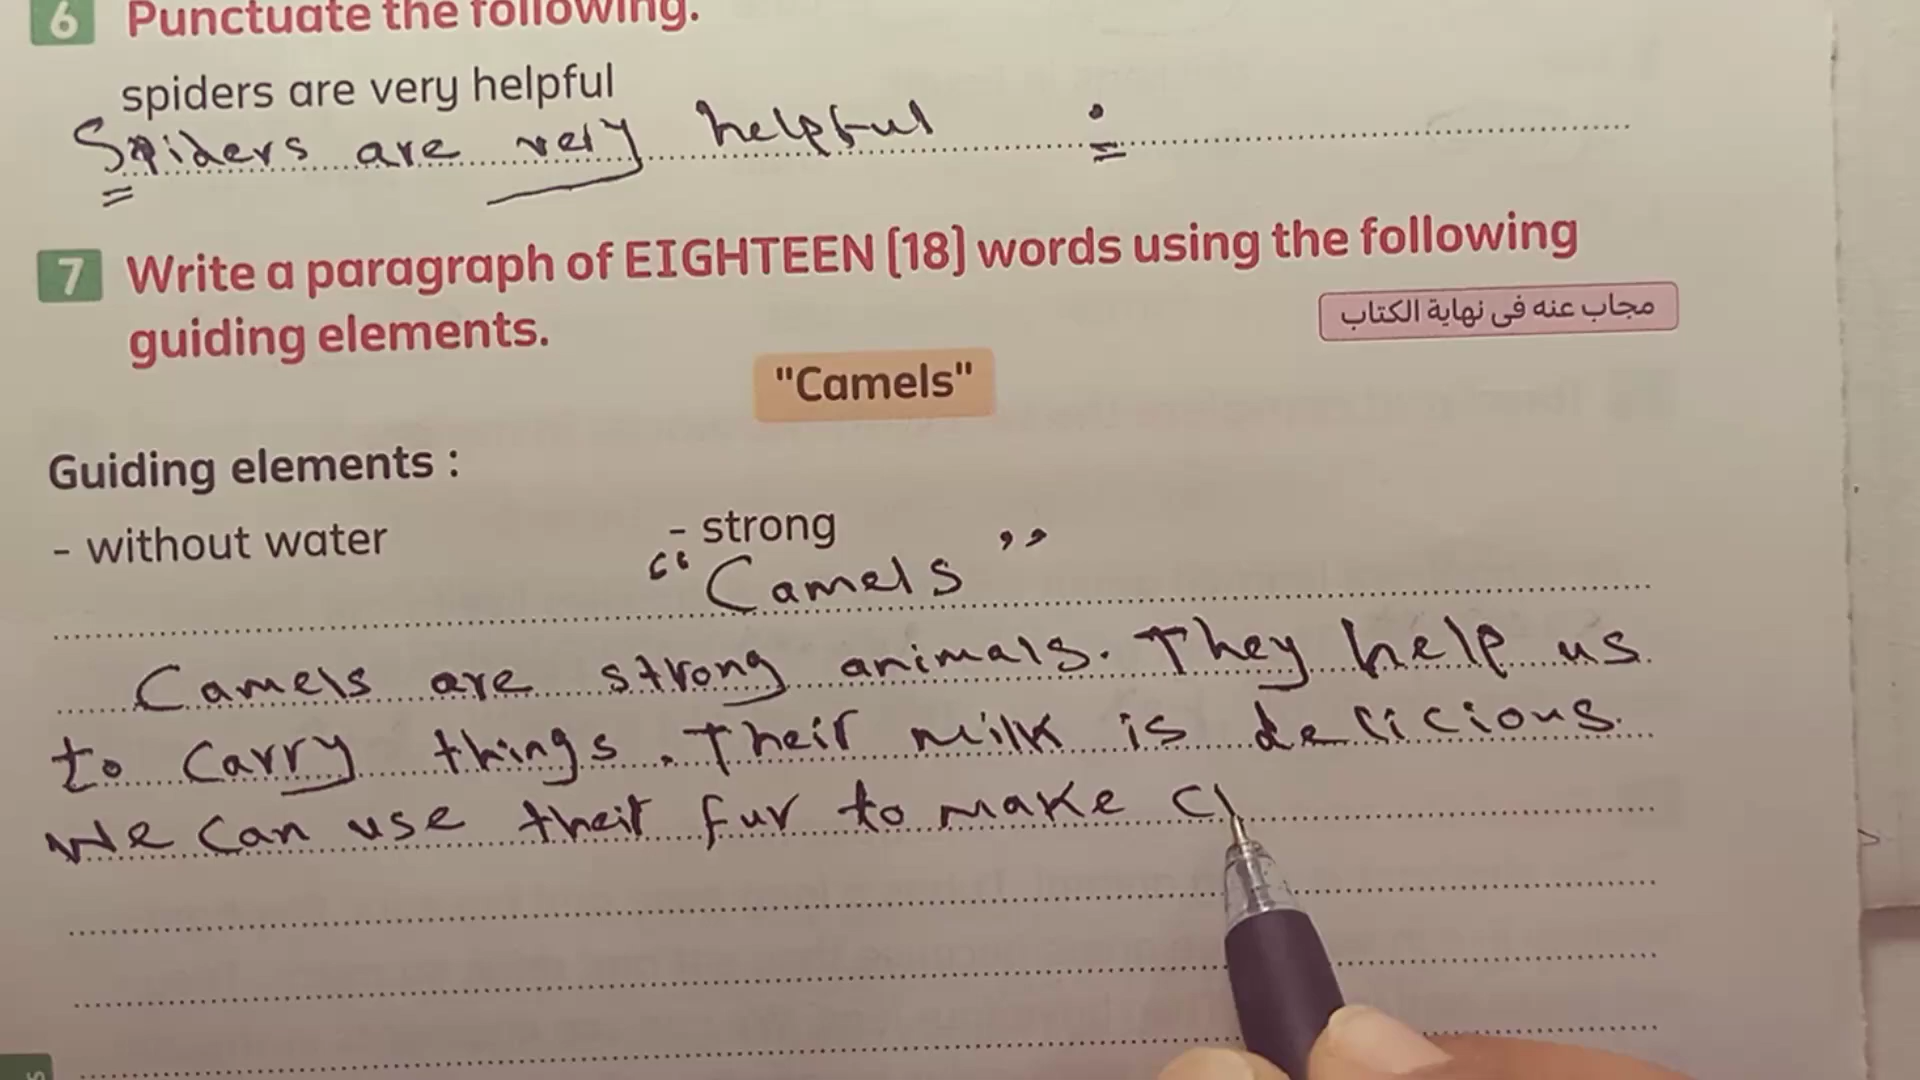 6 Punctuate the following.
spiders are very helpful
Spiders are very helpful .
7 Write a paragraph of EIGHTEEN (18) words using the following
guiding elements.
مجاب عنه فى نهاية الكتاب
"Camels"
Guiding elements :
- without water - strong
“Camels”
Camels are strong animals. They help us
to carry things. Their milk is delicious.
We can use their fur to make cl